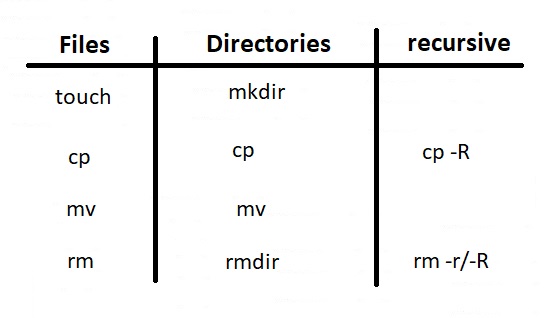 Files Directories recursive
touch mkdir
cp cp cp -R
mv mv
rm rmdir rm -r/-R